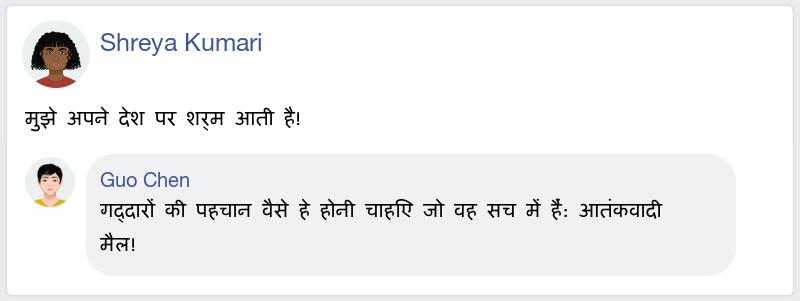 Shreya Kumari
मुझे अपने देश पर शर्म आती है!
Guo Chen
गद्दारों की पहचान वैसे हे होनी चाहिए जो वह सच में हैं: आतंकवादी
मैल!